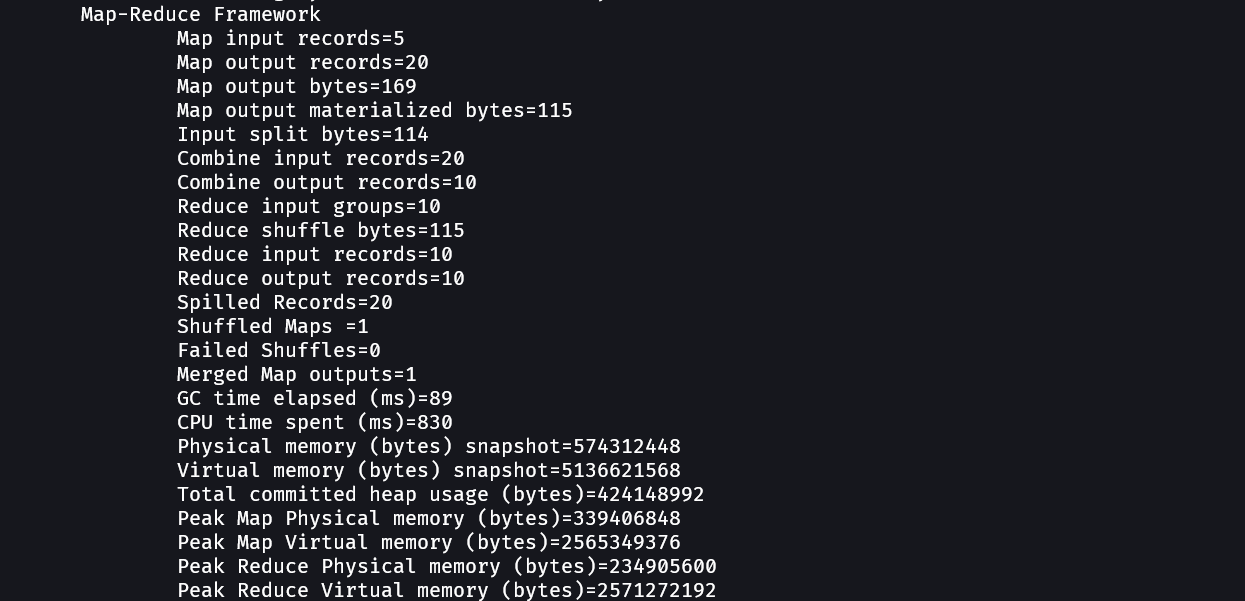 Map-Reduce Framework
Map input records=5
Map output records=20
Map output bytes=169
Map output materialized bytes=115
Input split bytes=114
Combine input records=20
Combine output records=10
Reduce input groups=10
Reduce shuffle bytes=115
Reduce input records=10
Reduce output records=10
Spilled Records=20
Shuffled Maps =1
Failed Shuffles=0
Merged Map outputs=1
GC time elapsed (ms)=89
CPU time spent (ms)=830
Physical memory (bytes) snapshot=574312448
Virtual memory (bytes) snapshot=5136621568
Total committed heap usage (bytes)=424148992
Peak Map Physical memory (bytes)=339406848
Peak Map Virtual memory (bytes)=2565349376
Peak Reduce Physical memory (bytes)=234905600
Peak Reduce Virtual memory (bytes)=2571272192